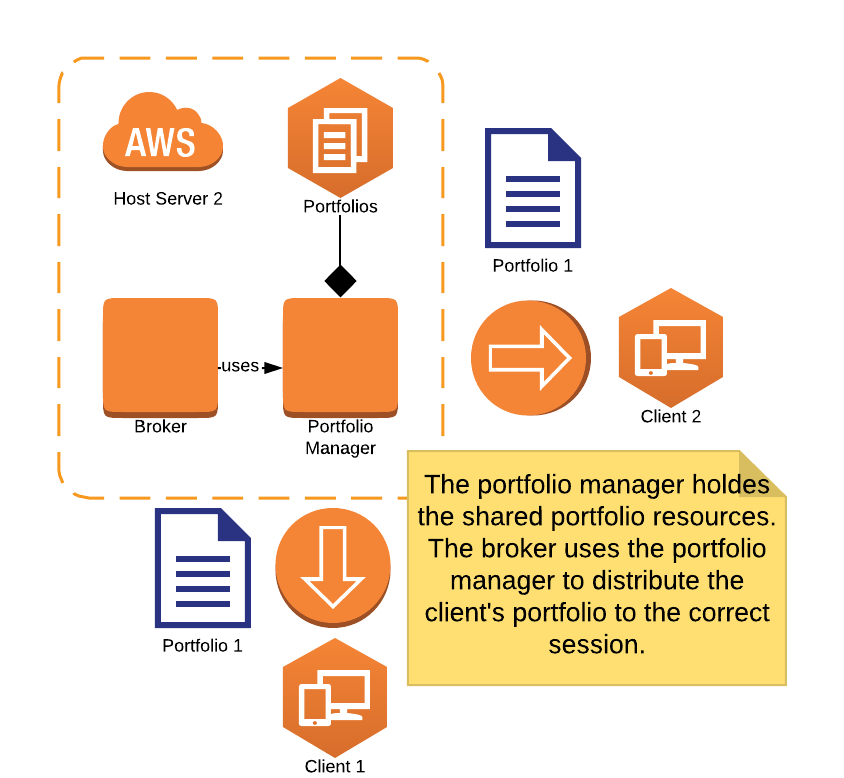 AWS
Host Server 2
Portfolios
Portfolio 1
uses
Broker
Portfolio
Manager
Client 2
The portfolio manager holdes
the shared portfolio resources.
The broker uses the portfolio
manager to distribute the
client's portfolio to the correct
session.
Portfolio 1
Client 1